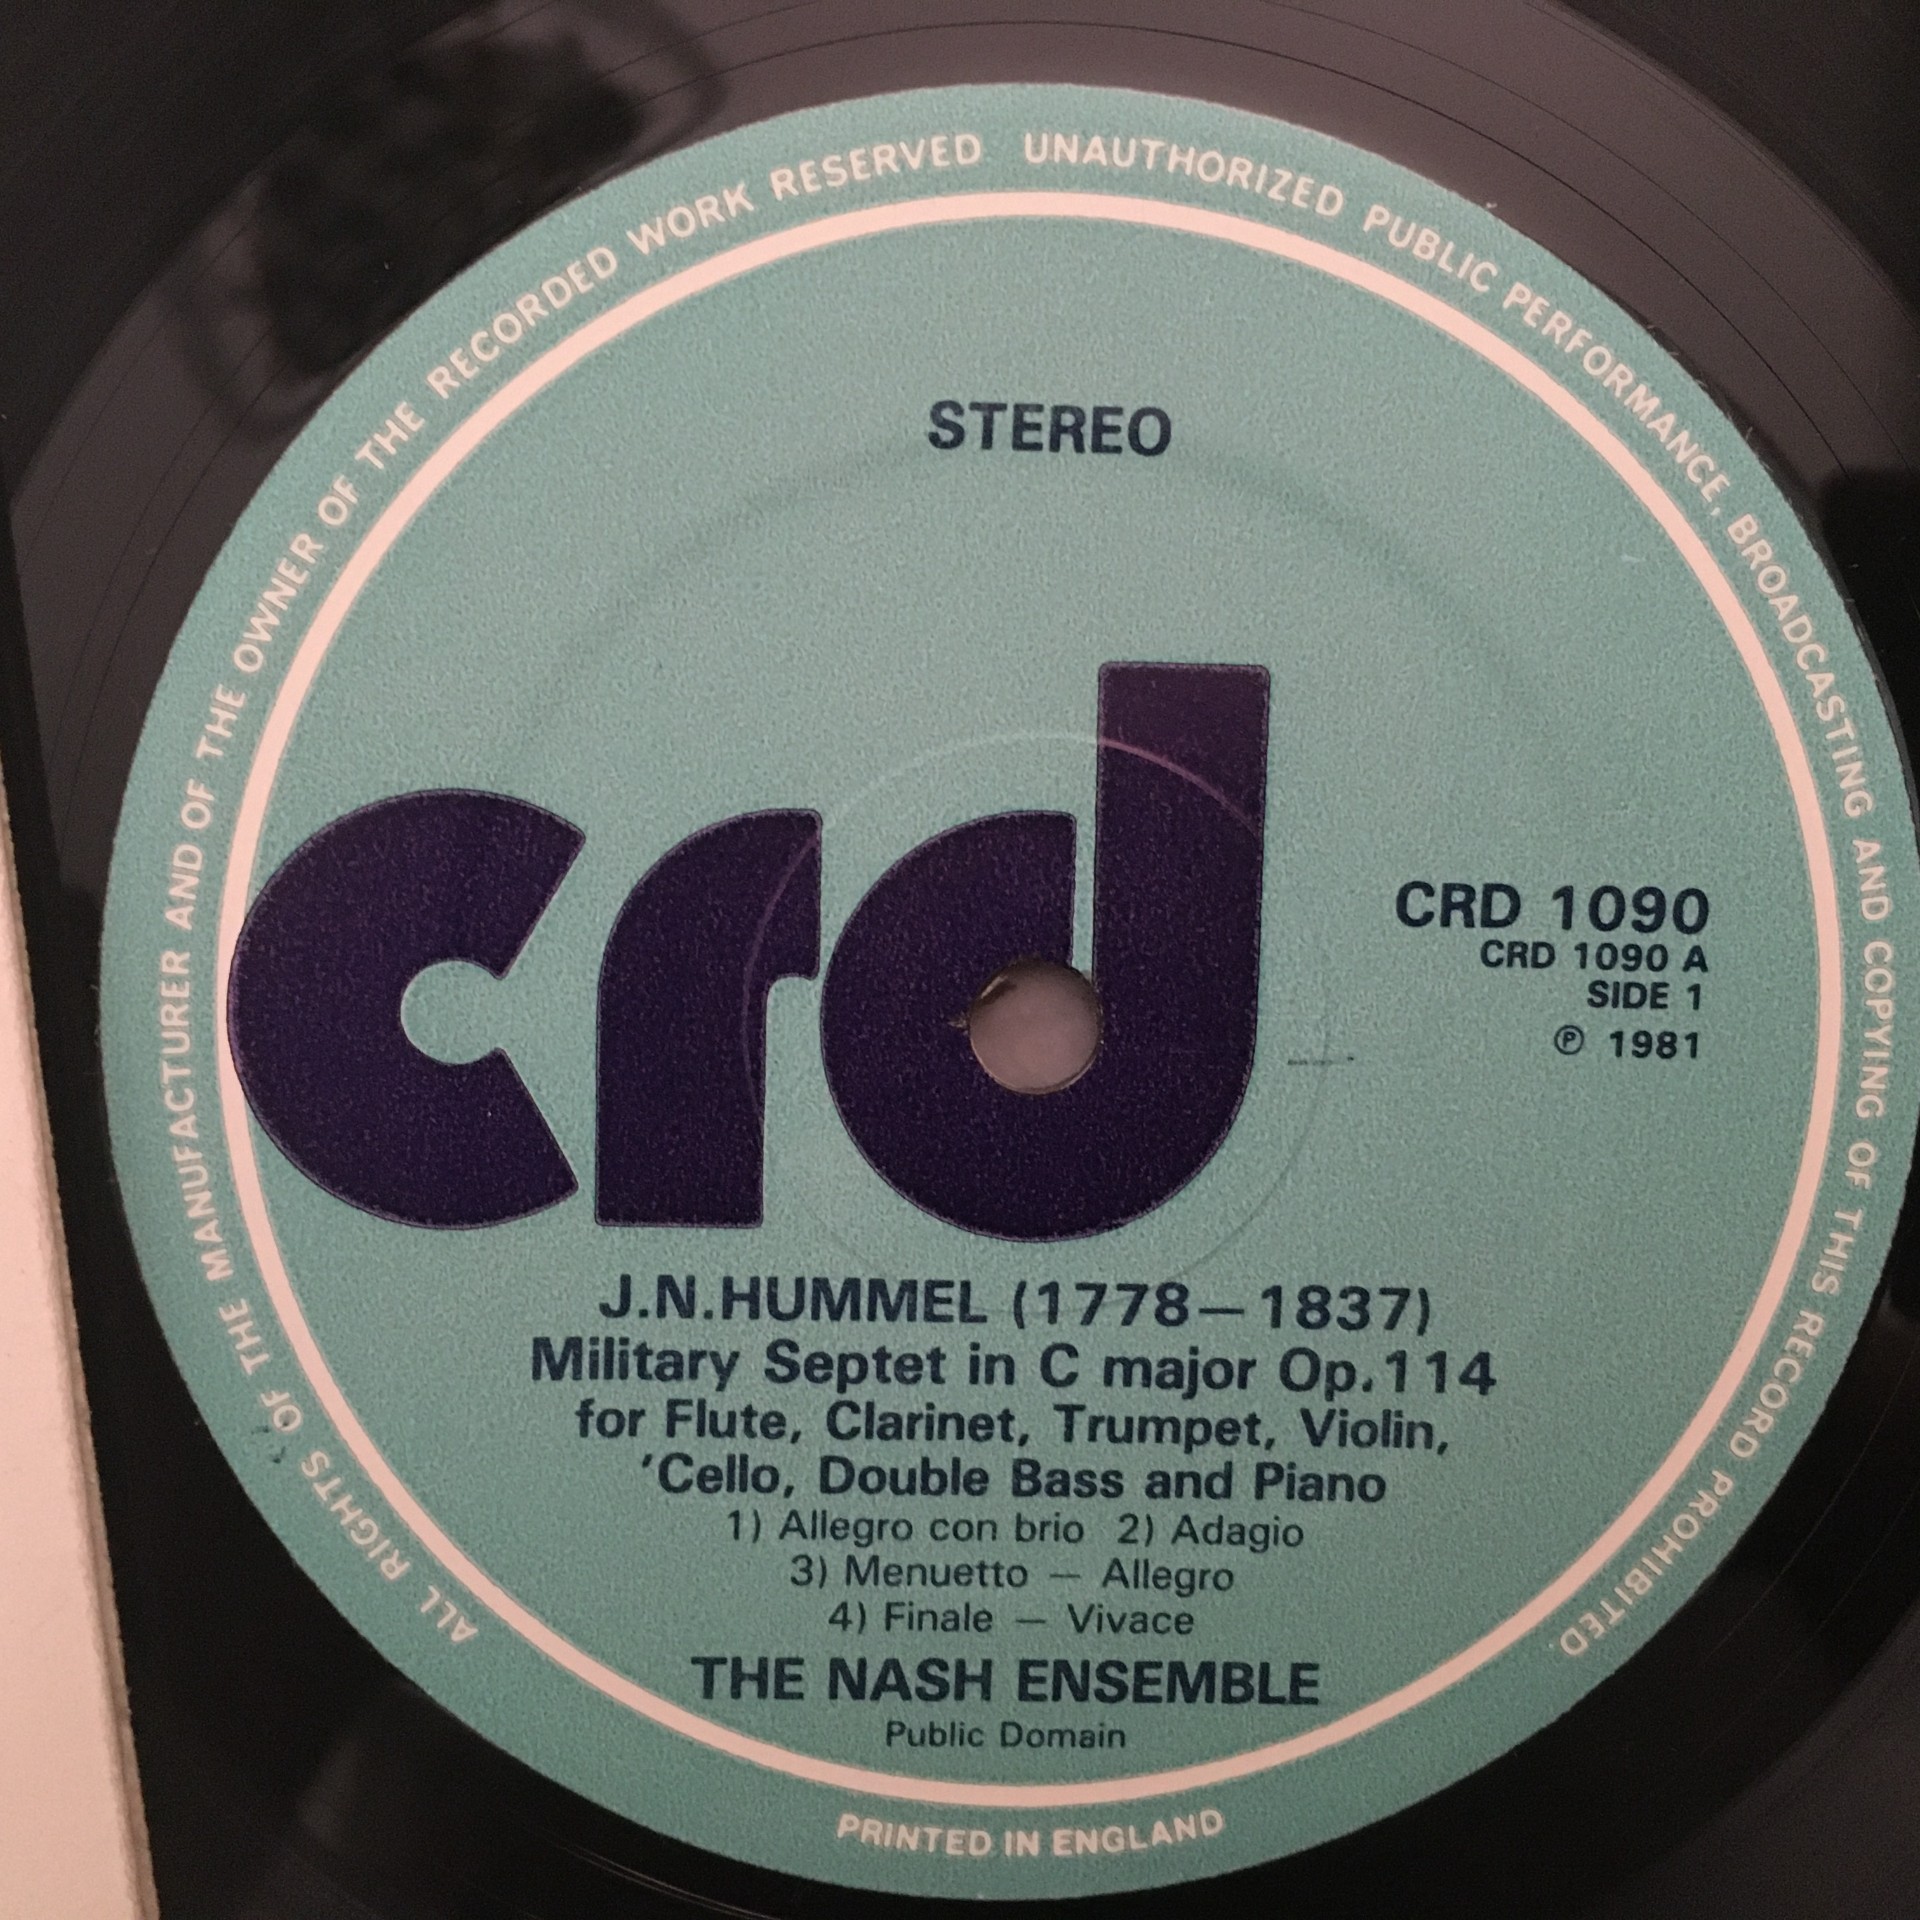 ALL RIGHTS OF THE MANUFACTURER AND OF THE OWNER OF THE RECORDED WORK RESERVED UNAUTHORIZED PUBLIC PERFORMANCE, BROADCASTING AND COPYING OF THIS RECORD PROHIBITED
STEREO
crd
CRD 1090
CRD 1090 A
SIDE 1
℗ 1981
J.N.HUMMEL (1778–1837)
Military Septet in C major Op.114
for Flute, Clarinet, Trumpet, Violin,
'Cello, Double Bass and Piano
1) Allegro con brio 2) Adagio
3) Menuetto – Allegro
4) Finale – Vivace
THE NASH ENSEMBLE
Public Domain
PRINTED IN ENGLAND